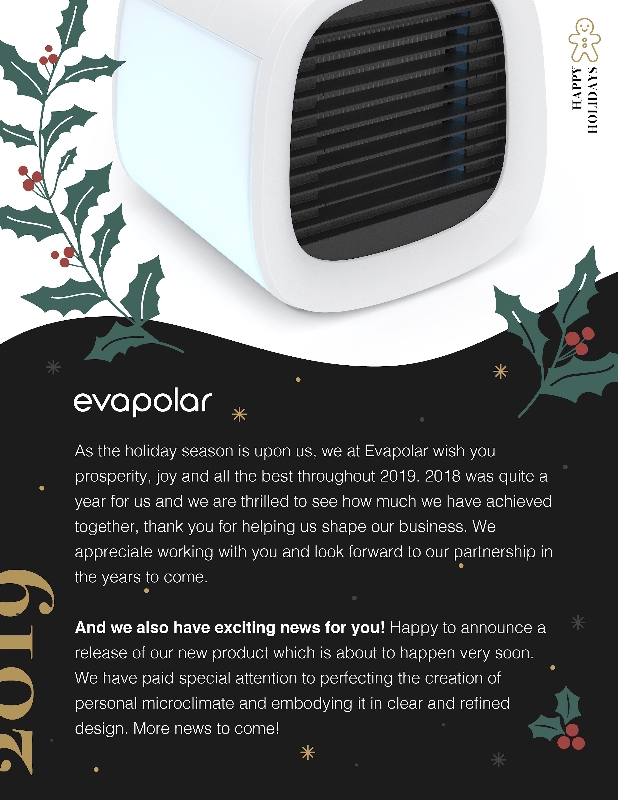 HAPPY
HOLIDAYS
evapolar
As the holiday season is upon us, we at Evapolar wish you
prosperity, joy and all the best throughout 2019. 2018 was quite a
year for us and we are thrilled to see how much we have achieved
together, thank you for helping us shape our business. We
appreciate working with you and look forward to our partnership in
the years to come.
And we also have exciting news for you! Happy to announce a
release of our new product which is about to happen very soon.
We have paid special attention to perfecting the creation of
personal microclimate and embodying it in clear and refined
design. More news to come!
2019